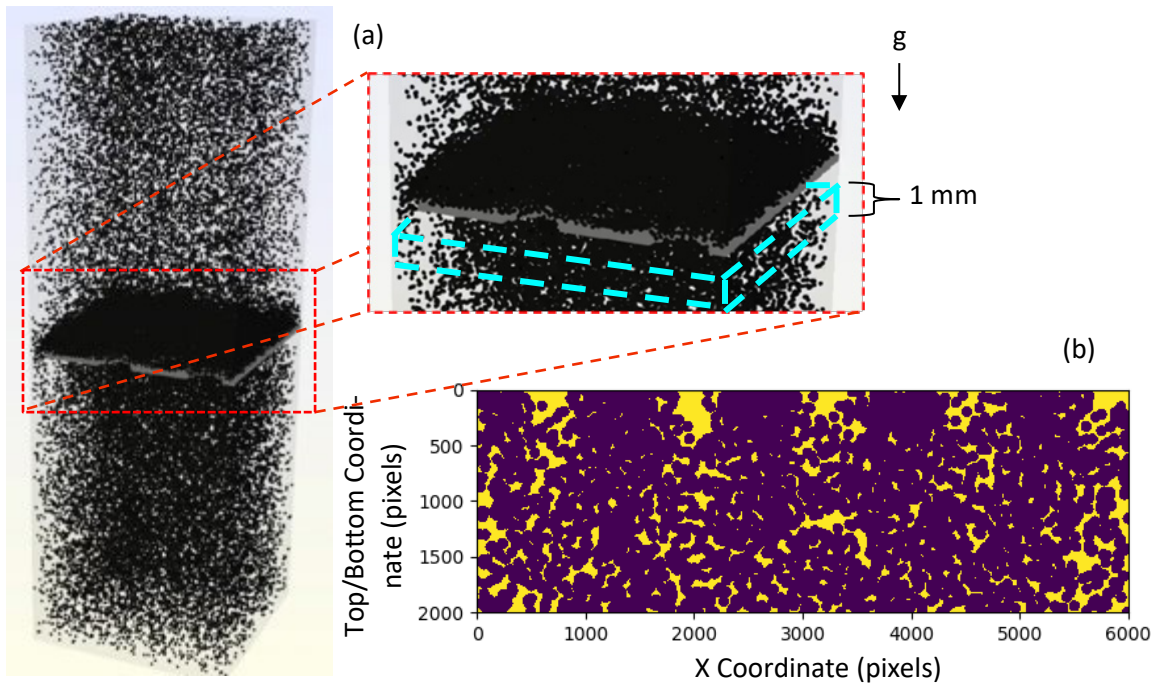 (a)
g
1 mm
(b)
Top/Bottom Coordi-
nate (pixels)
0
500
1000
1500
2000
0 1000 2000 3000 4000 5000 6000
X Coordinate (pixels)